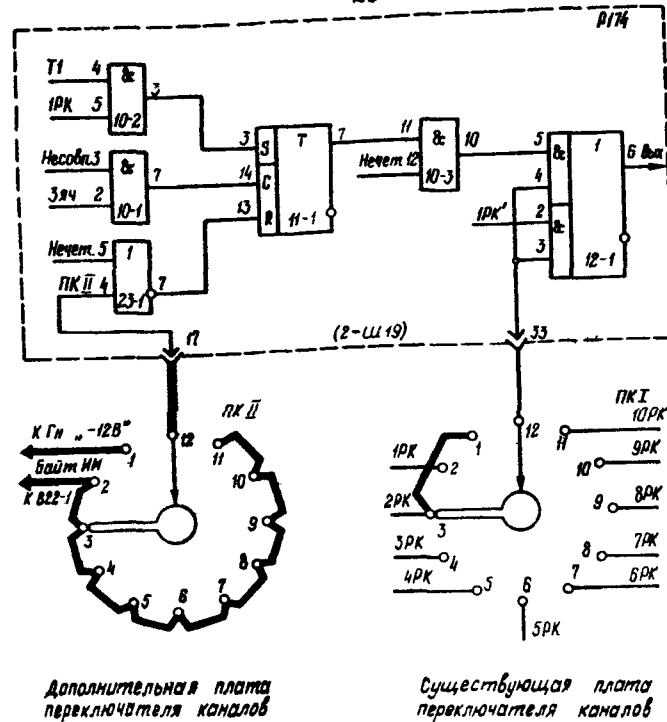 Р174
Т1 4 & 3
1РК 5 10-2
Несовп. 3 & 7
3яч 2 10-1
Нечет. 5 1 7
ПК II 4 23-1
3 S Т 7
14 C
13 R 11-1
11 & 10
Нечет. 12 10-3
5 & 1 6 Вых
4
1РК' 2 &
3 12-1
17 (2-Ш19) 33
ПК II
К Гн „-12В"
Байт ИИ
К В22-1
1 2 3 4 5 6 7 8 9 10 11 12
ПК I
1РК 2РК 3РК 4РК 5РК 6РК 7РК 8РК 9РК 10РК
1 2 3 4 5 6 7 8 9 10 11 12
Дополнительная плата
переключателя каналов
Существующая плата
переключателя каналов